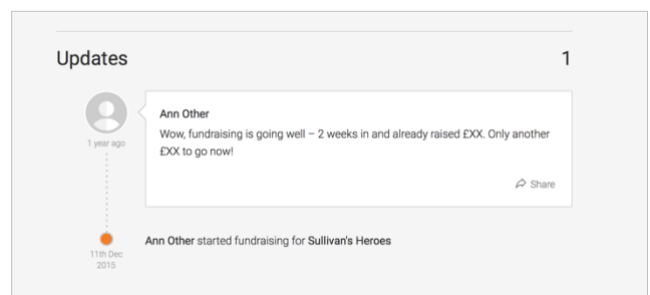 Updates 1
Ann Other
Wow, fundraising is going well – 2 weeks in and already raised £XX. Only another
£XX to go now!
1 year ago
Share
Ann Other started fundraising for Sullivan's Heroes
11th Dec
2015